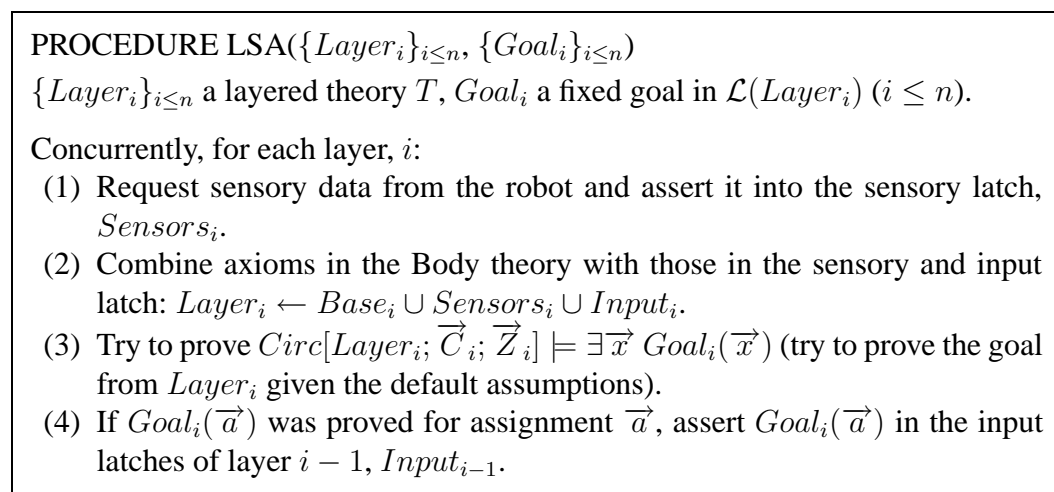 PROCEDURE LSA({Layer_i}_{i≤n}, {Goal_i}_{i≤n})
{Layer_i}_{i≤n} a layered theory T, Goal_i a fixed goal in ℒ(Layer_i) (i ≤ n).
Concurrently, for each layer, i:
(1) Request sensory data from the robot and assert it into the sensory latch,
Sensors_i.
(2) Combine axioms in the Body theory with those in the sensory and input
latch: Layer_i ← Base_i ∪ Sensors_i ∪ Input_i.
(3) Try to prove Circ[Layer_i; C⃗_i; Z⃗_i] ⊨ ∃x⃗ Goal_i(x⃗) (try to prove the goal
from Layer_i given the default assumptions).
(4) If Goal_i(a⃗) was proved for assignment a⃗, assert Goal_i(a⃗) in the input
latches of layer i − 1, Input_{i−1}.